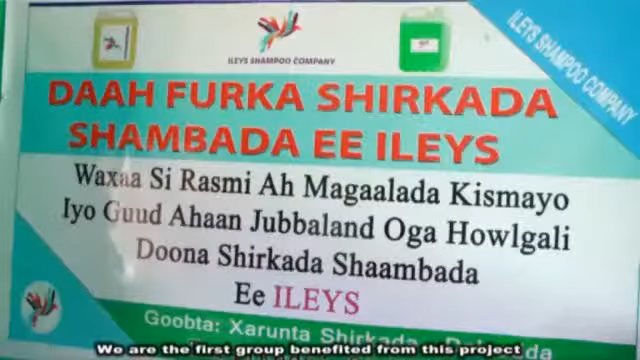 ILEYS SHAMPOO COMPANY
ILEYS SHAMPOO COMPANY
DAAH FURKA SHIRKADA
SHAMBADA EE ILEYS
Waxaa Si Rasmi Ah Magaalada Kismayo
Iyo Guud Ahaan Jubbaland Oga Howlgali
Doona Shirkada Shaambada
Ee ILEYS
Goobta: Xarunta Shirkada
We are the first group benefited from this project